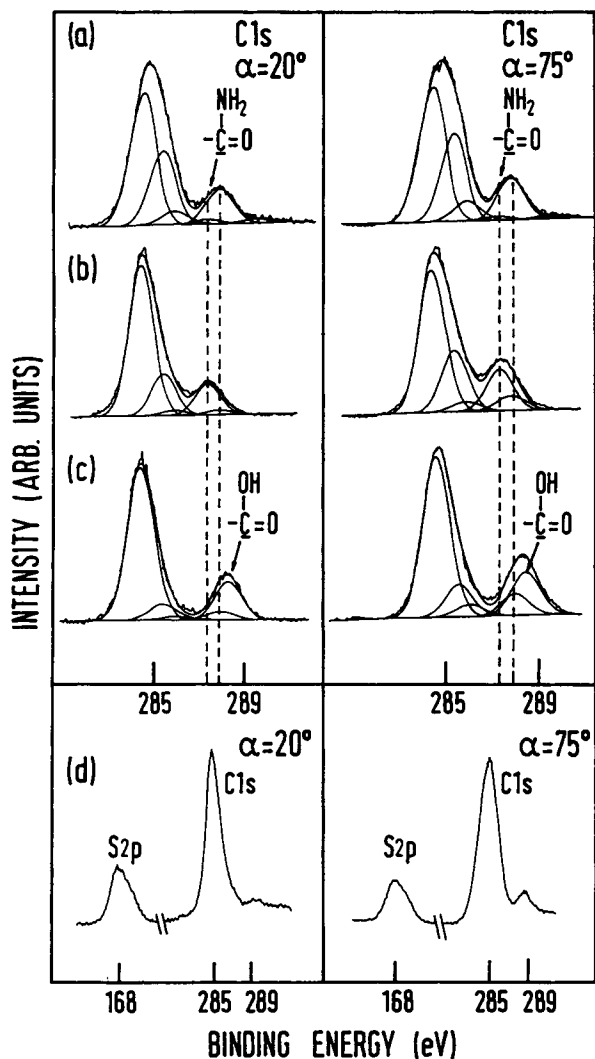 (a)
C1s
α=20°
NH2
-C=O
C1s
α=75°
NH2
-C=O
(b)
(c)
OH
-C=O
OH
-C=O
INTENSITY (ARB. UNITS)
285 289 285 289
(d)
α=20°
C1s
S2p
α=75°
C1s
S2p
168 285 289 168 285 289
BINDING ENERGY (eV)